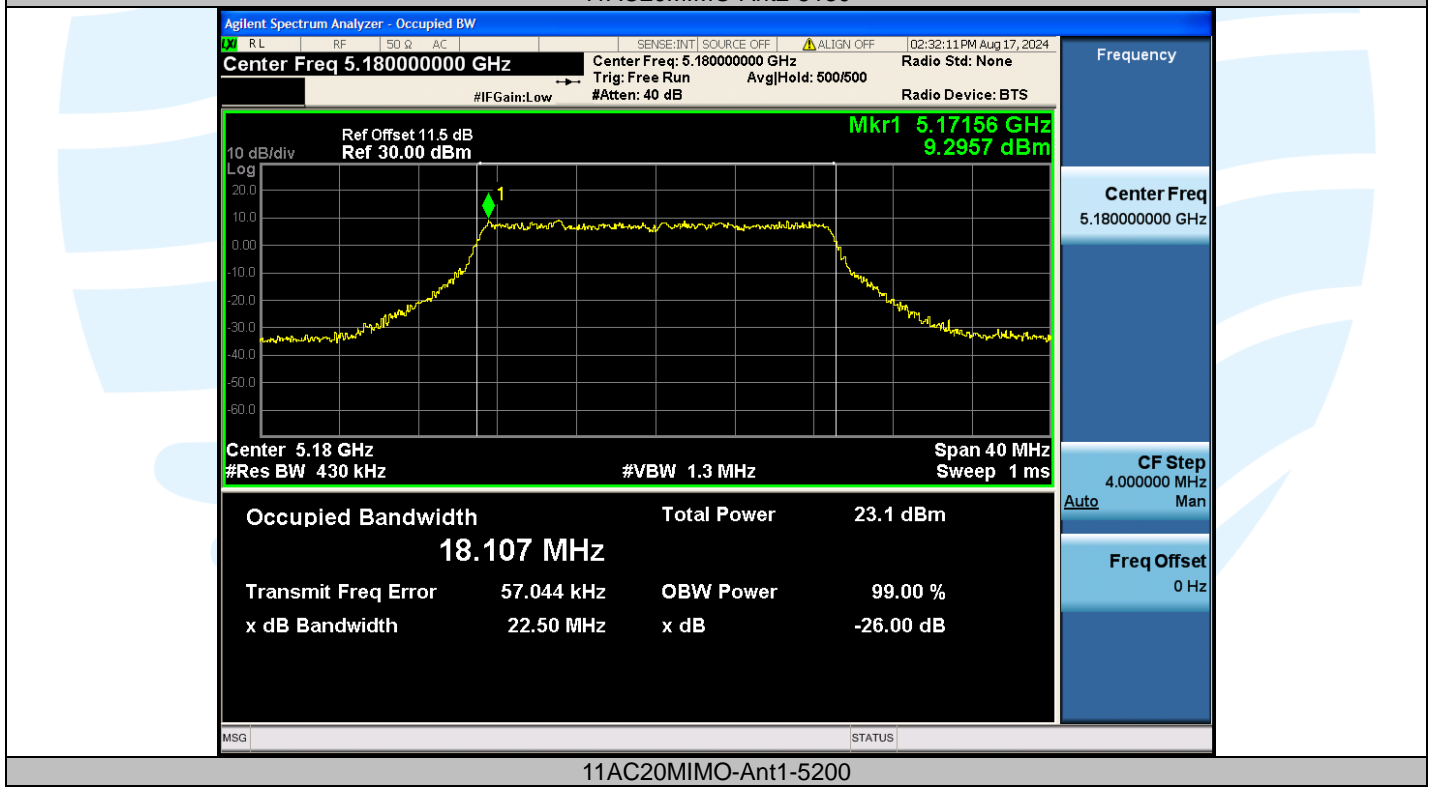 11AC20MIMO-Ant2-5180
Agilent Spectrum Analyzer - Occupied BW
LXI RL RF 50 Ω AC SENSE:INT SOURCE OFF ALIGN OFF 02:32:11 PM Aug 17, 2024
Center Freq 5.180000000 GHz
Center Freq: 5.180000000 GHz
Radio Std: None
Trig: Free Run Avg|Hold: 500/500
#IFGain:Low #Atten: 40 dB Radio Device: BTS
Mkr1 5.17156 GHz
9.2957 dBm
Ref Offset 11.5 dB
10 dB/div Ref 30.00 dBm
Log
20.0
10.0
0.00
-10.0
-20.0
-30.0
-40.0
-50.0
-60.0
1
Center 5.18 GHz Span 40 MHz
#Res BW 430 kHz #VBW 1.3 MHz Sweep 1 ms
Occupied Bandwidth Total Power 23.1 dBm
18.107 MHz
Transmit Freq Error 57.044 kHz OBW Power 99.00 %
x dB Bandwidth 22.50 MHz x dB -26.00 dB
MSG STATUS
Frequency
Center Freq
5.180000000 GHz
CF Step
4.000000 MHz
Auto Man
Freq Offset
0 Hz
11AC20MIMO-Ant1-5200